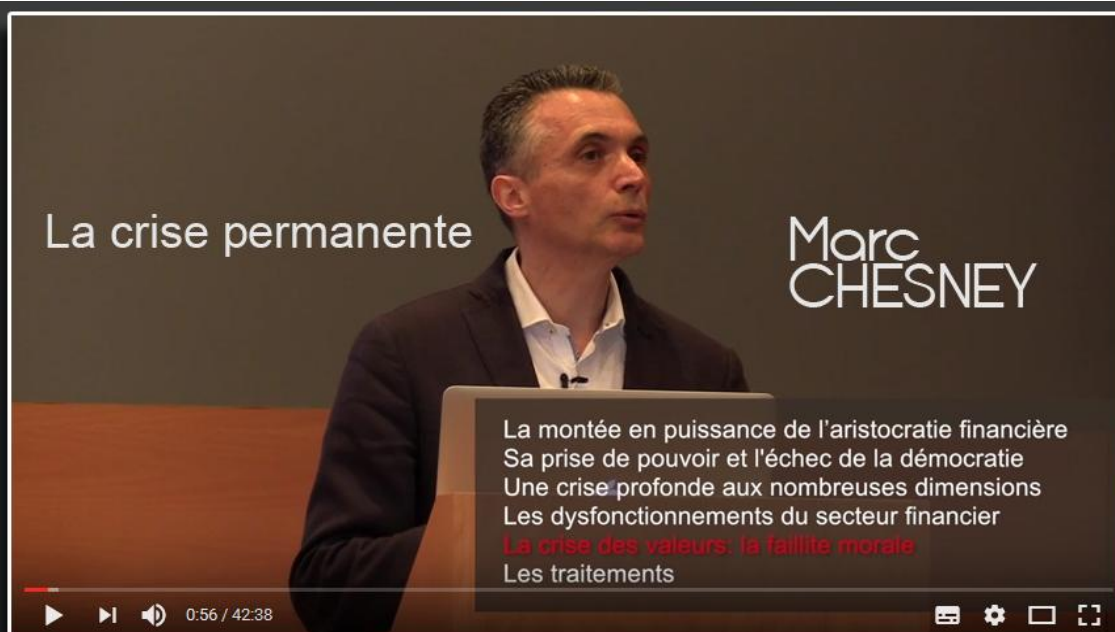 La crise permanente
Marc
CHESNEY
La montée en puissance de l'aristocratie financière
Sa prise de pouvoir et l'échec de la démocratie
Une crise profonde aux nombreuses dimensions
Les dysfonctionnements du secteur financier
La crise des valeurs: la faillite morale
Les traitements
0:56 / 42:38